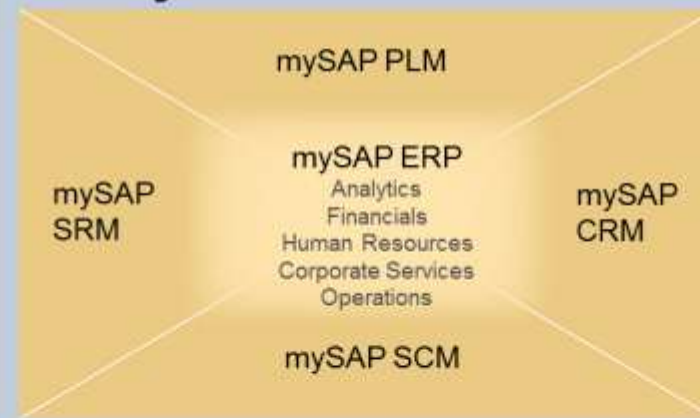 mySAP PLM
mySAP ERP
Analytics
Financials
Human Resources
Corporate Services
Operations
mySAP
SRM
mySAP
CRM
mySAP SCM